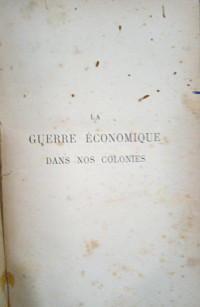 LA
GUERRE ÉCONOMIQUE
DANS NOS COLONIES